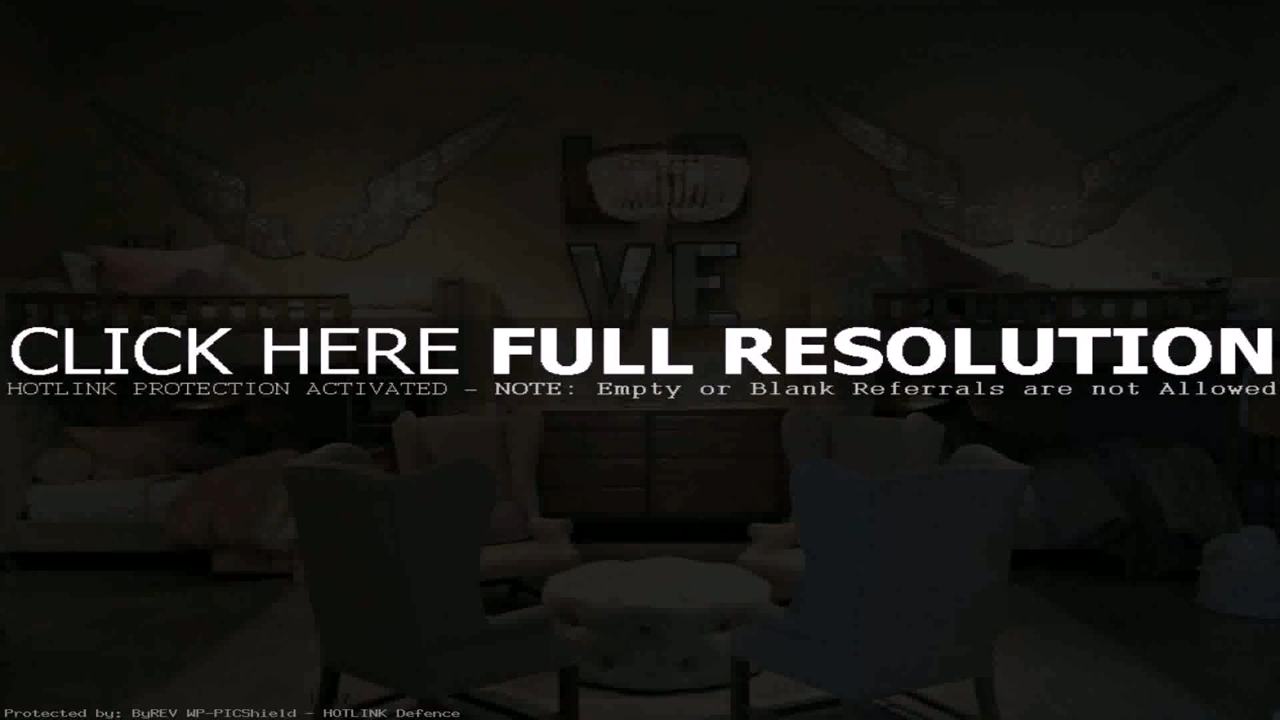 VE
CLICK HERE FULL RESOLUTION
HOTLINK PROTECTION ACTIVATED – NOTE: Empty or Blank Referrals are not Allowed
Protected by: ByREV WP-PICShield – HOTLINK Defence